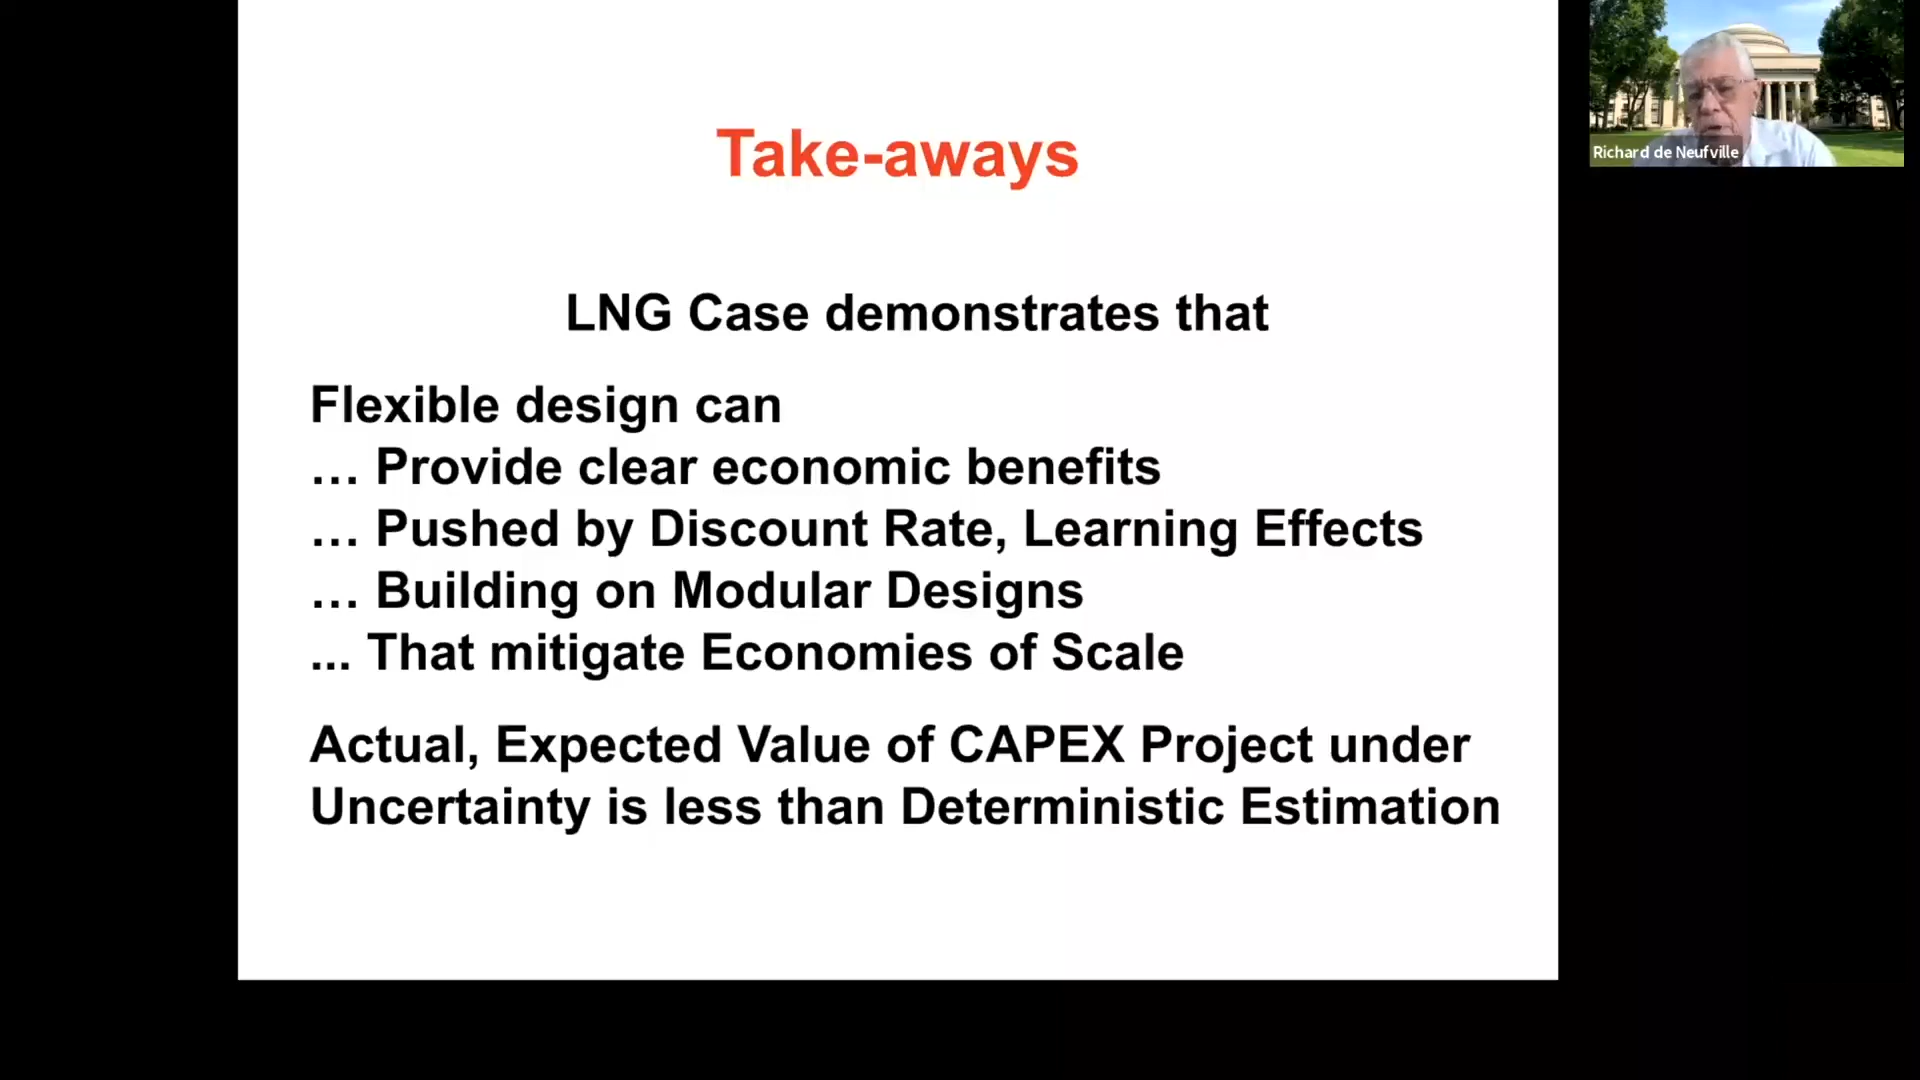 Take-aways
LNG Case demonstrates that
Flexible design can
… Provide clear economic benefits
… Pushed by Discount Rate, Learning Effects
… Building on Modular Designs
... That mitigate Economies of Scale
Actual, Expected Value of CAPEX Project under
Uncertainty is less than Deterministic Estimation
Richard de Neufville